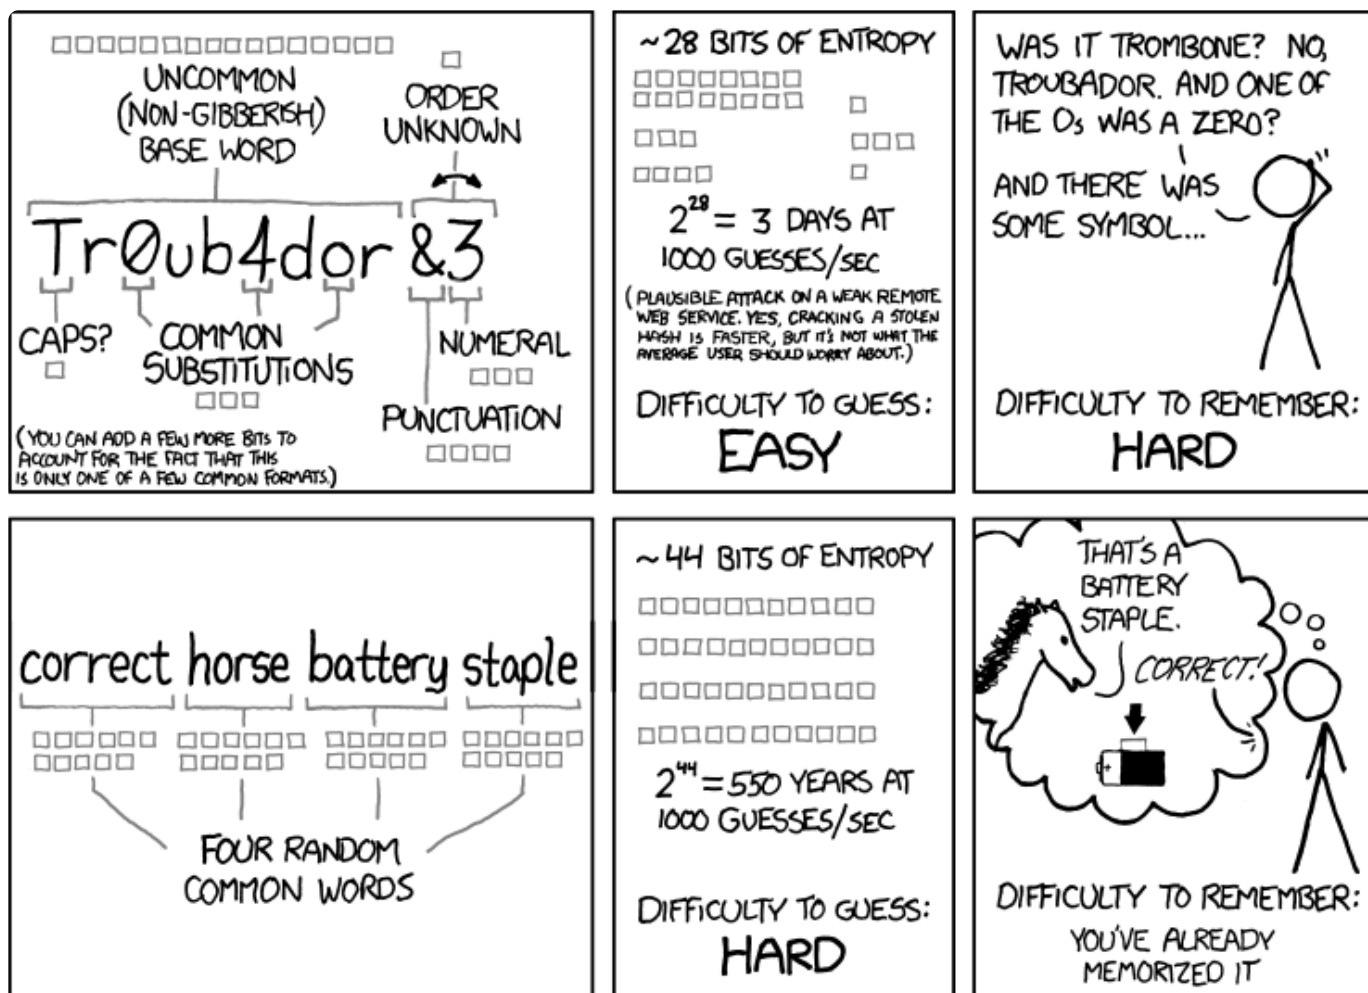 UNCOMMON
(NON-GIBBERISH)
BASE WORD
ORDER
UNKNOWN
Tr0ub4dor &3
CAPS?
COMMON
SUBSTITUTIONS
NUMERAL
PUNCTUATION
(YOU CAN ADD A FEW MORE BITS TO
ACCOUNT FOR THE FACT THAT THIS
IS ONLY ONE OF A FEW COMMON FORMATS.)
~28 BITS OF ENTROPY
2²⁸ = 3 DAYS AT
1000 GUESSES/SEC
(PLAUSIBLE ATTACK ON A WEAK REMOTE
WEB SERVICE. YES, CRACKING A STOLEN
HASH IS FASTER, BUT IT'S NOT WHAT THE
AVERAGE USER SHOULD WORRY ABOUT.)
DIFFICULTY TO GUESS:
EASY
WAS IT TROMBONE? NO,
TROUBADOR. AND ONE OF
THE Os WAS A ZERO?
AND THERE WAS
SOME SYMBOL...
DIFFICULTY TO REMEMBER:
HARD
correct horse battery staple
FOUR RANDOM
COMMON WORDS
~44 BITS OF ENTROPY
2⁴⁴ = 550 YEARS AT
1000 GUESSES/SEC
DIFFICULTY TO GUESS:
HARD
THAT'S A
BATTERY
STAPLE.
CORRECT!
+
DIFFICULTY TO REMEMBER:
YOU'VE ALREADY
MEMORIZED IT